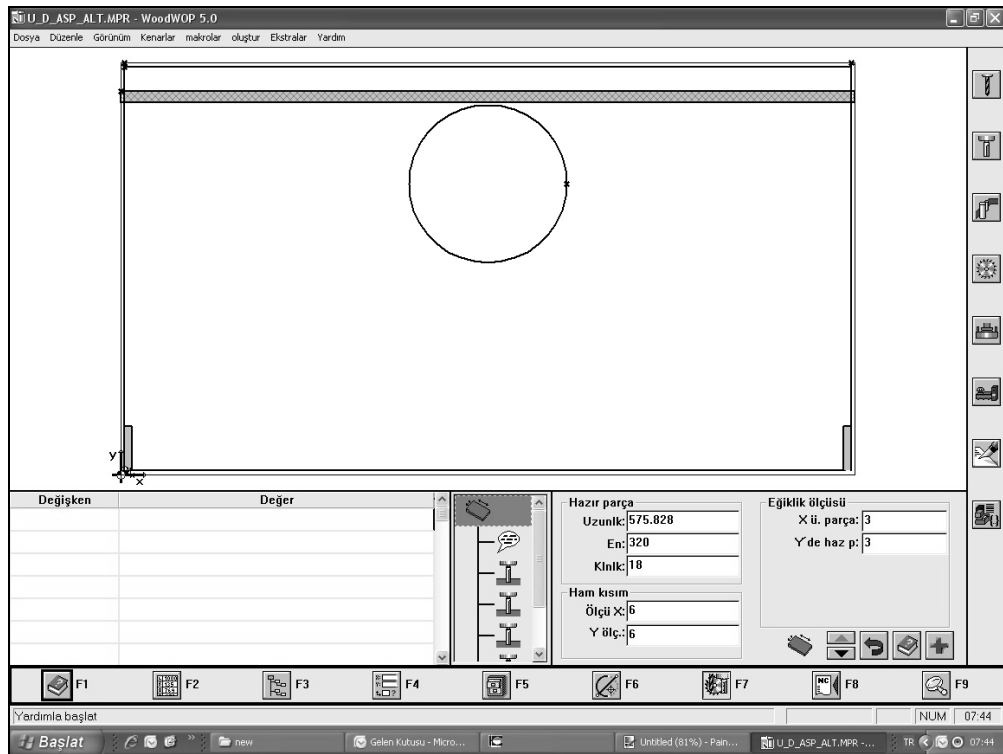 U_D_ASP_ALT.MPR - WoodWOP 5.0
Dosya Düzenle Görünüm Kenarlar makrolar oluştur Ekstralar Yardım
Y
X
Değişken Değer
Hazır parça
Uzunlk: 575.828
En: 320
Klnlk: 18
Ham kısım
Ölçü X: 6
Y ölç.: 6
Eğiklik ölçüsü
X ü. parça: 3
Y'de haz p: 3
F1 F2 F3 F4 F5 F6 F7 NC F8 F9
Yardımla başlat NUM 07:44
Başlat new Gelen Kutusu - Micro... Untitled (81%) - Pain... U_D_ASP_ALT.MPR -... TR 07:44